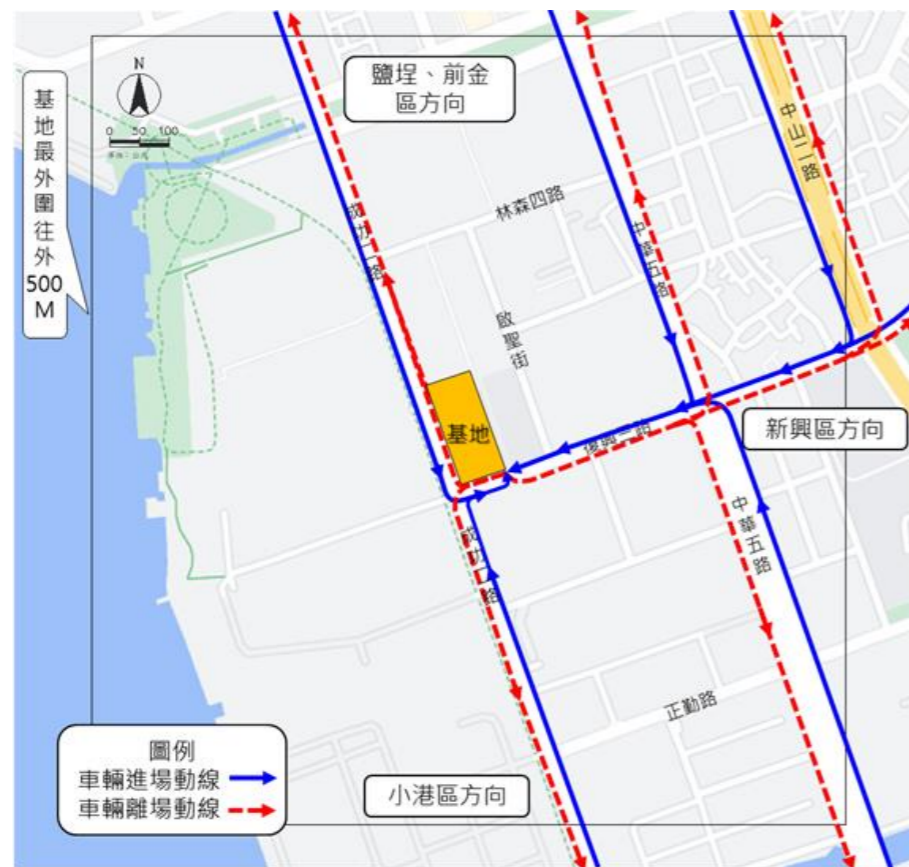 鹽埕、前金
區方向
N
0 50 100
基地最外圍往外
500
M
中山二路
林森四路
成功二路
中華五路
啟聖街
基地
復興三路
新興區方向
成功二路
中華五路
正勤路
小港區方向
圖例
車輛進場動線
車輛離場動線